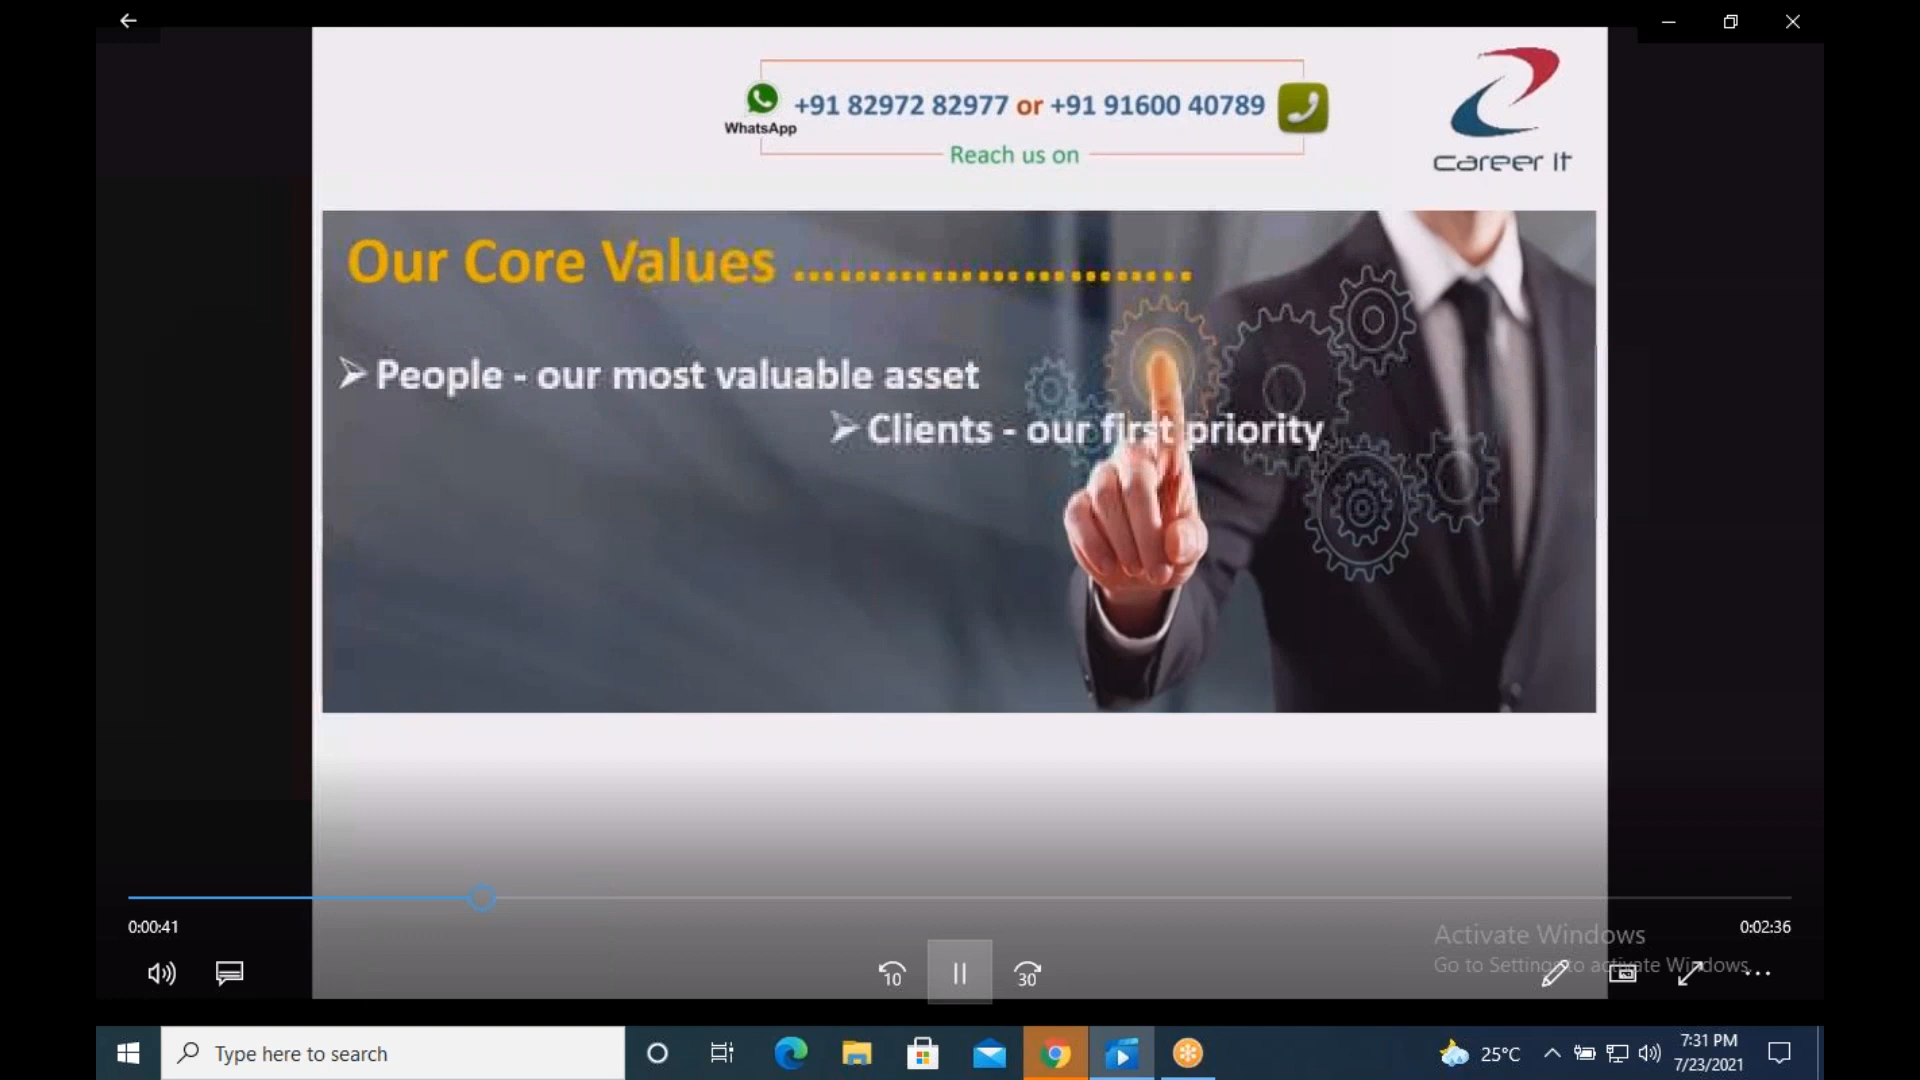 +91 82972 82977 or +91 91600 40789
WhatsApp
Reach us on
career it
Our Core Values ..........................
➢ People - our most valuable asset
➢ Clients - our first priority
0:00:41
0:02:36
Activate Windows
Go to Settings to activate Windows.
10
30
Type here to search
25°C
7:31 PM
7/23/2021